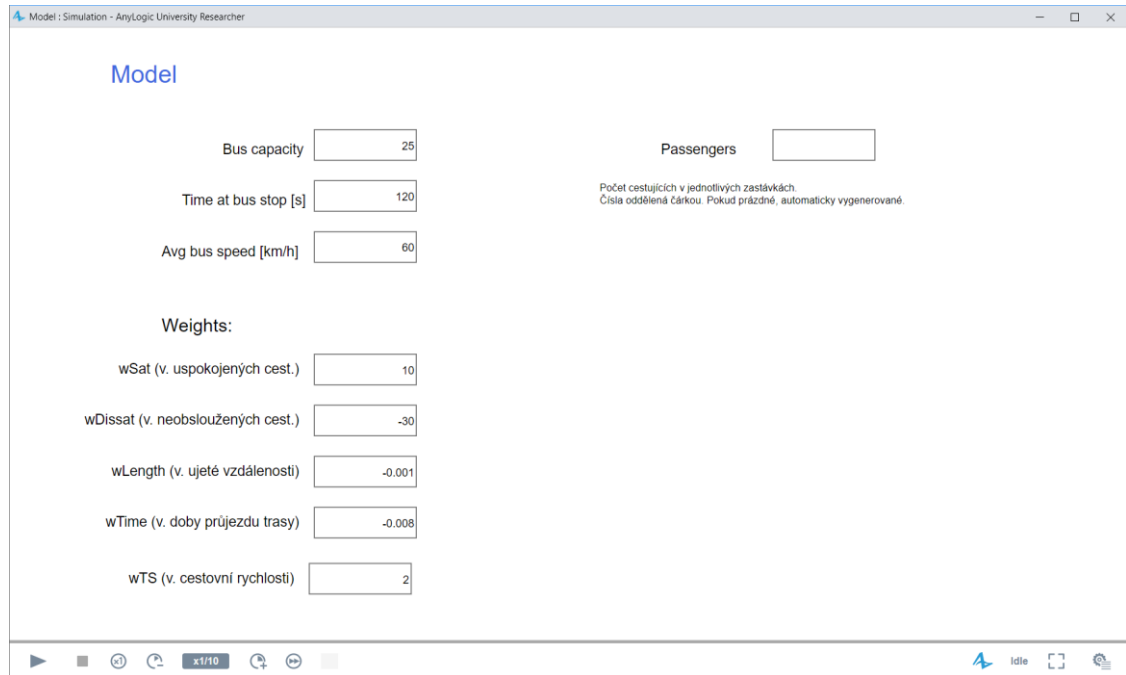 Model : Simulation - AnyLogic University Researcher
Model
Bus capacity
25
Time at bus stop [s]
120
Avg bus speed [km/h]
60
Passengers
Počet cestujících v jednotlivých zastávkách.
Čísla oddělená čárkou. Pokud prázdné, automaticky vygenerované.
Weights:
wSat (v. uspokojených cest.)
10
wDissat (v. neobsloužených cest.)
-30
wLength (v. ujeté vzdálenosti)
-0.001
wTime (v. doby průjezdu trasy)
-0.008
wTS (v. cestovní rychlosti)
2
x1
x1/10
Idle